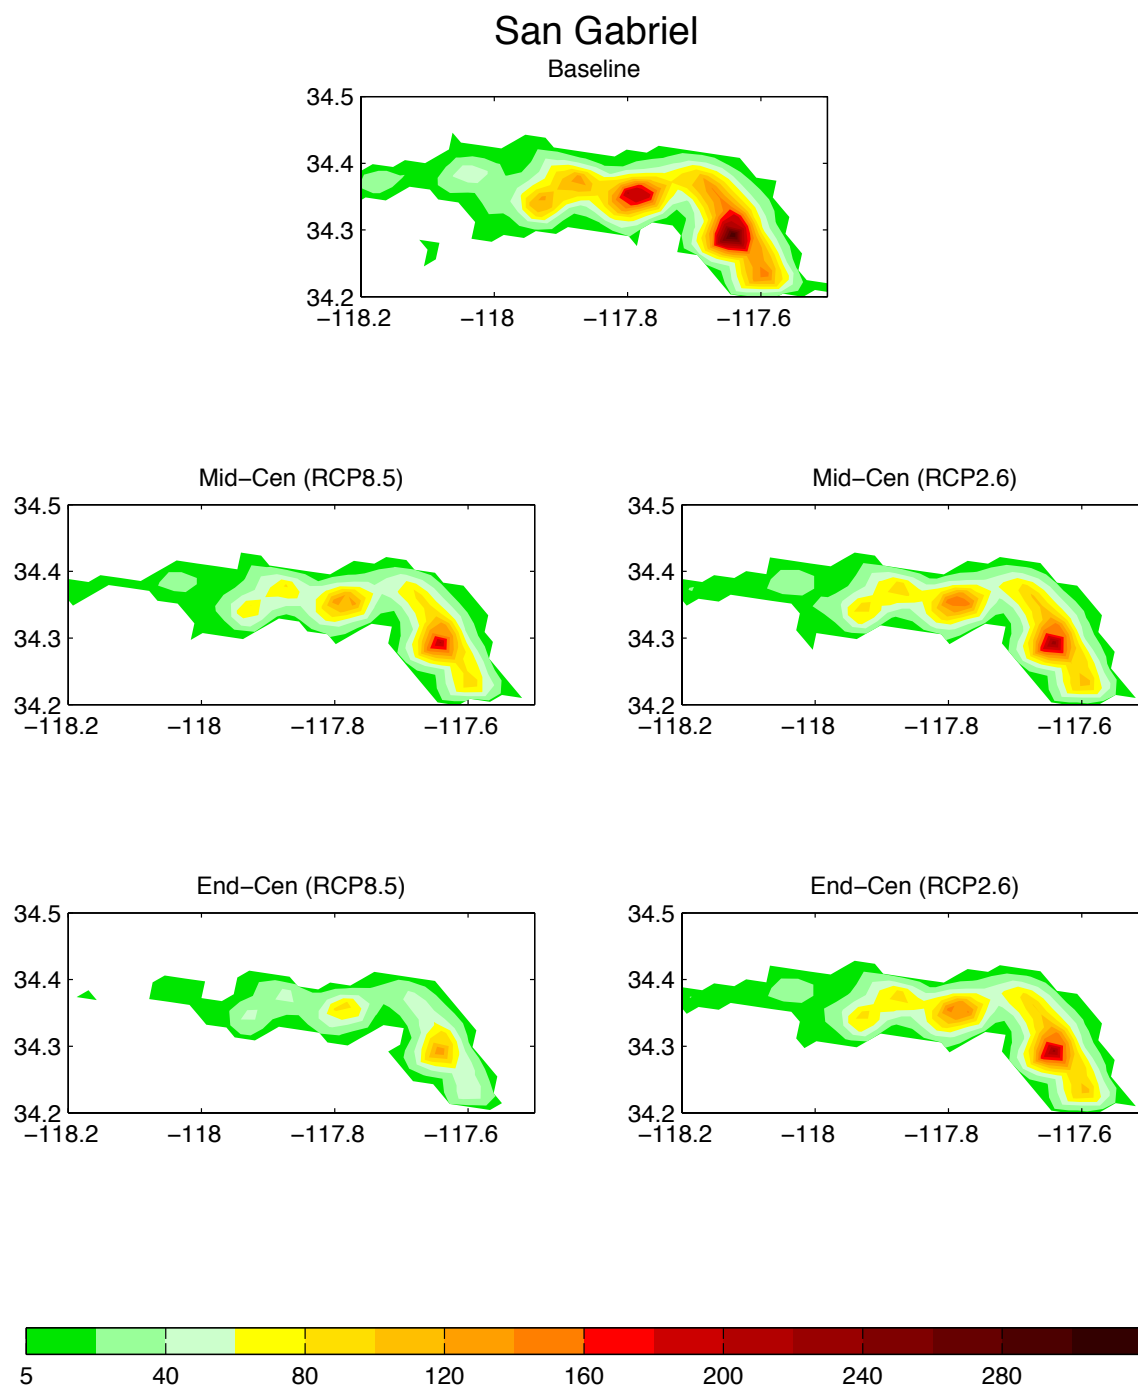 San Gabriel
Baseline
34.5
34.4
34.3
34.2
−118.2 −118 −117.8 −117.6
Mid−Cen (RCP8.5) Mid−Cen (RCP2.6)
34.5 34.5
34.4 34.4
34.3 34.3
34.2 34.2
−118.2 −118 −117.8 −117.6 −118.2 −118 −117.8 −117.6
End−Cen (RCP8.5) End−Cen (RCP2.6)
34.5 34.5
34.4 34.4
34.3 34.3
34.2 34.2
−118.2 −118 −117.8 −117.6 −118.2 −118 −117.8 −117.6
5 40 80 120 160 200 240 280